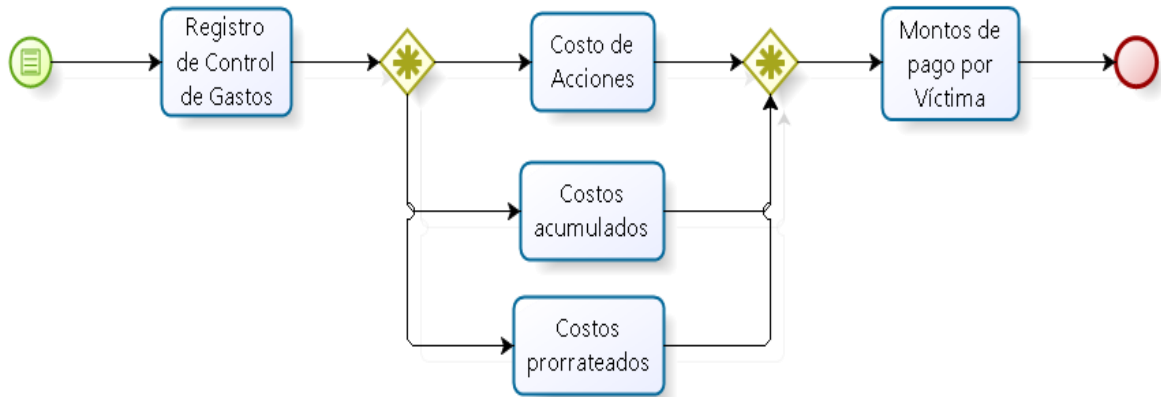 Registro
de Control
de Gastos
Costo de
Acciones
Montos de
pago por
Víctima
Costos
acumulados
Costos
prorrateados